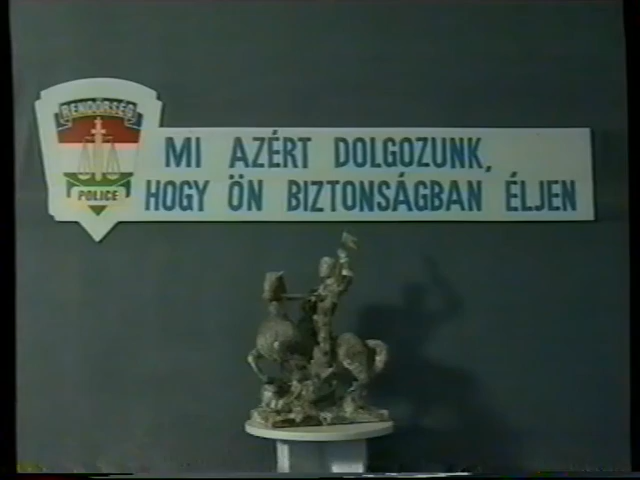 RENDŐRSÉG
POLICE
MI AZÉRT DOLGOZUNK,
HOGY ÖN BIZTONSÁGBAN ÉLJEN